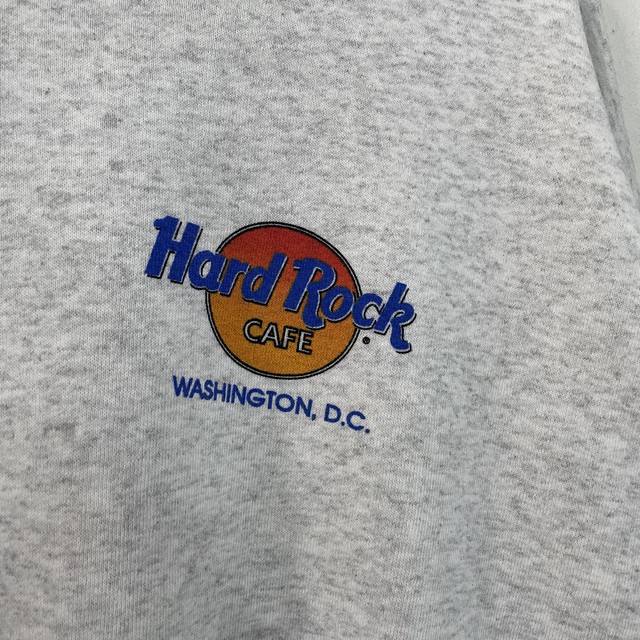 Hard Rock
CAFE
®
WASHINGTON, D.C.